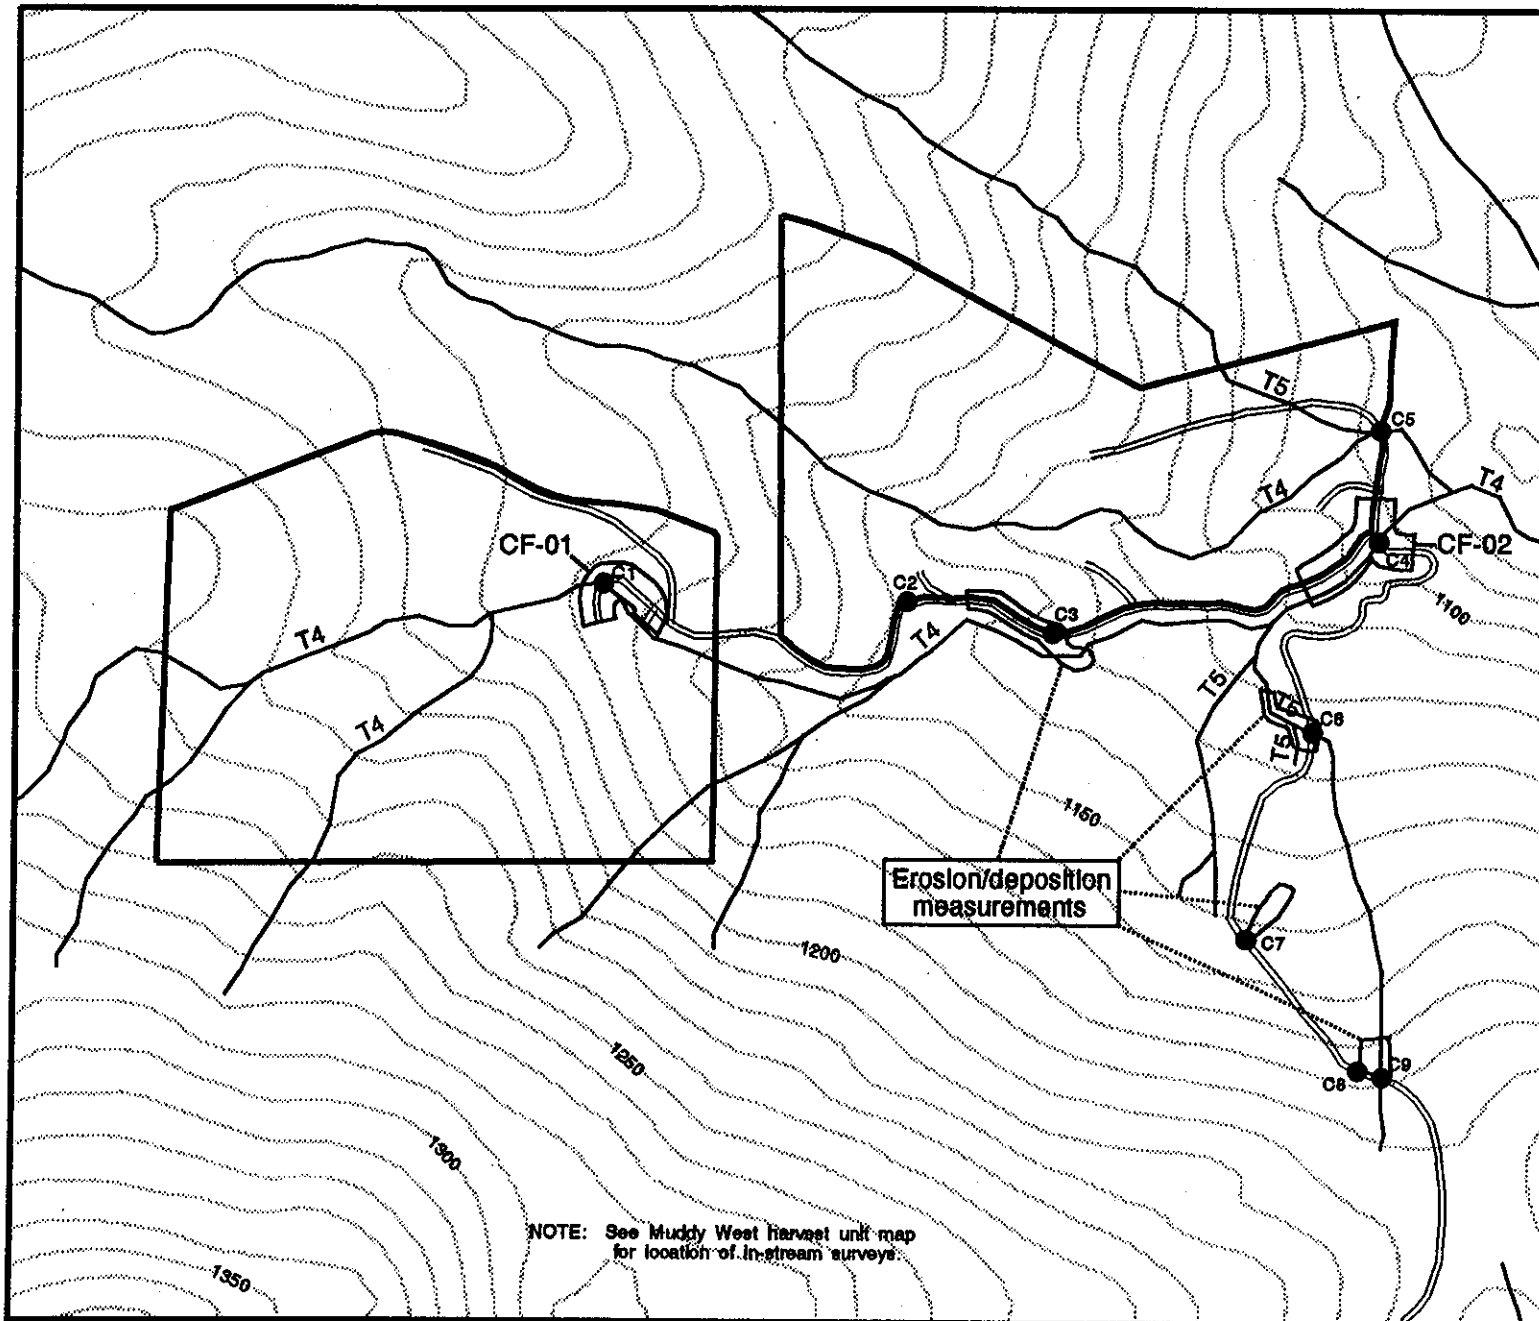 T5
C5
T4
T4
CF-01
C1
CF-02
C4
C2
C3
1100
T4
T4
T5
T5
C6
T5
T4
1150
Erosion/deposition
measurements
C7
1200
1250
C8
C9
1300
NOTE: See Muddy West harvest unit map
for location of in-stream surveys.
1350